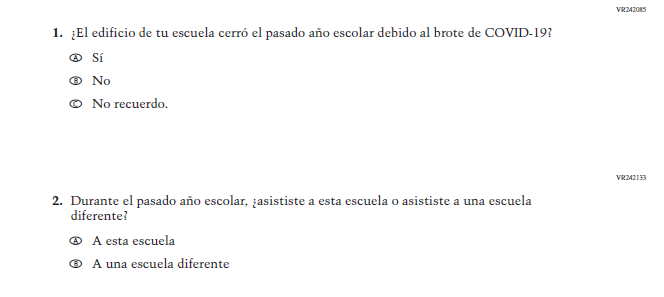 VR242085
1. ¿El edificio de tu escuela cerró el pasado año escolar debido al brote de COVID-19?
Ⓐ Sí
Ⓑ No
Ⓒ No recuerdo.
VR242133
2. Durante el pasado año escolar, ¿asististe a esta escuela o asististe a una escuela
diferente?
Ⓐ A esta escuela
Ⓑ A una escuela diferente